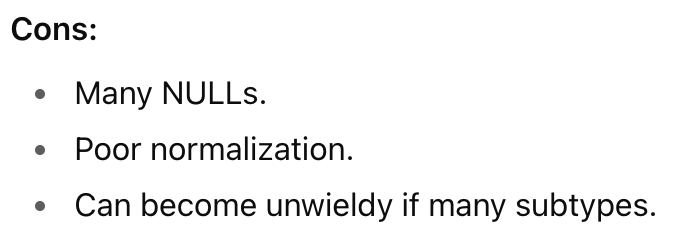 Cons:
• Many NULLs.
• Poor normalization.
• Can become unwieldy if many subtypes.